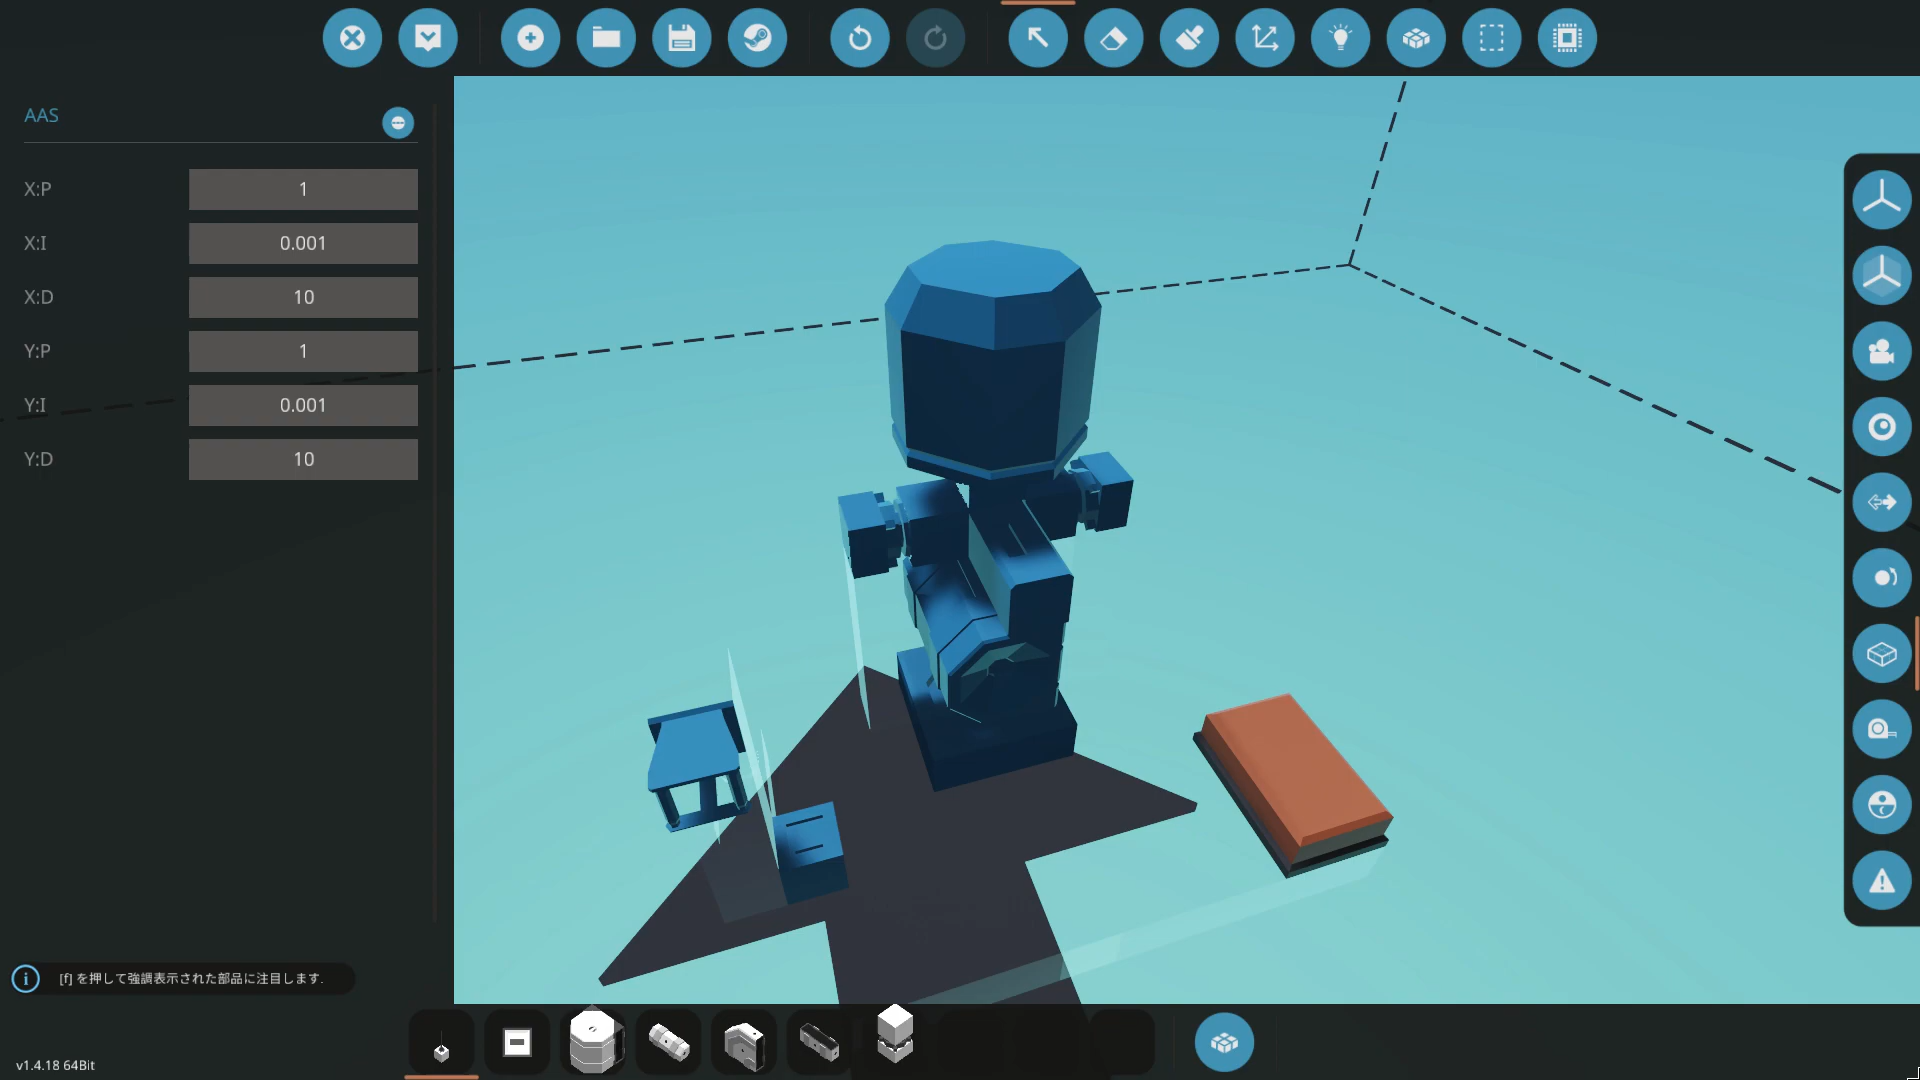 AAS
X:P 1
X:I 0.001
X:D 10
Y:P 1
Y:I 0.001
Y:D 10
[f] を押して強調表示された部品に注目します.
v1.4.18 64Bit